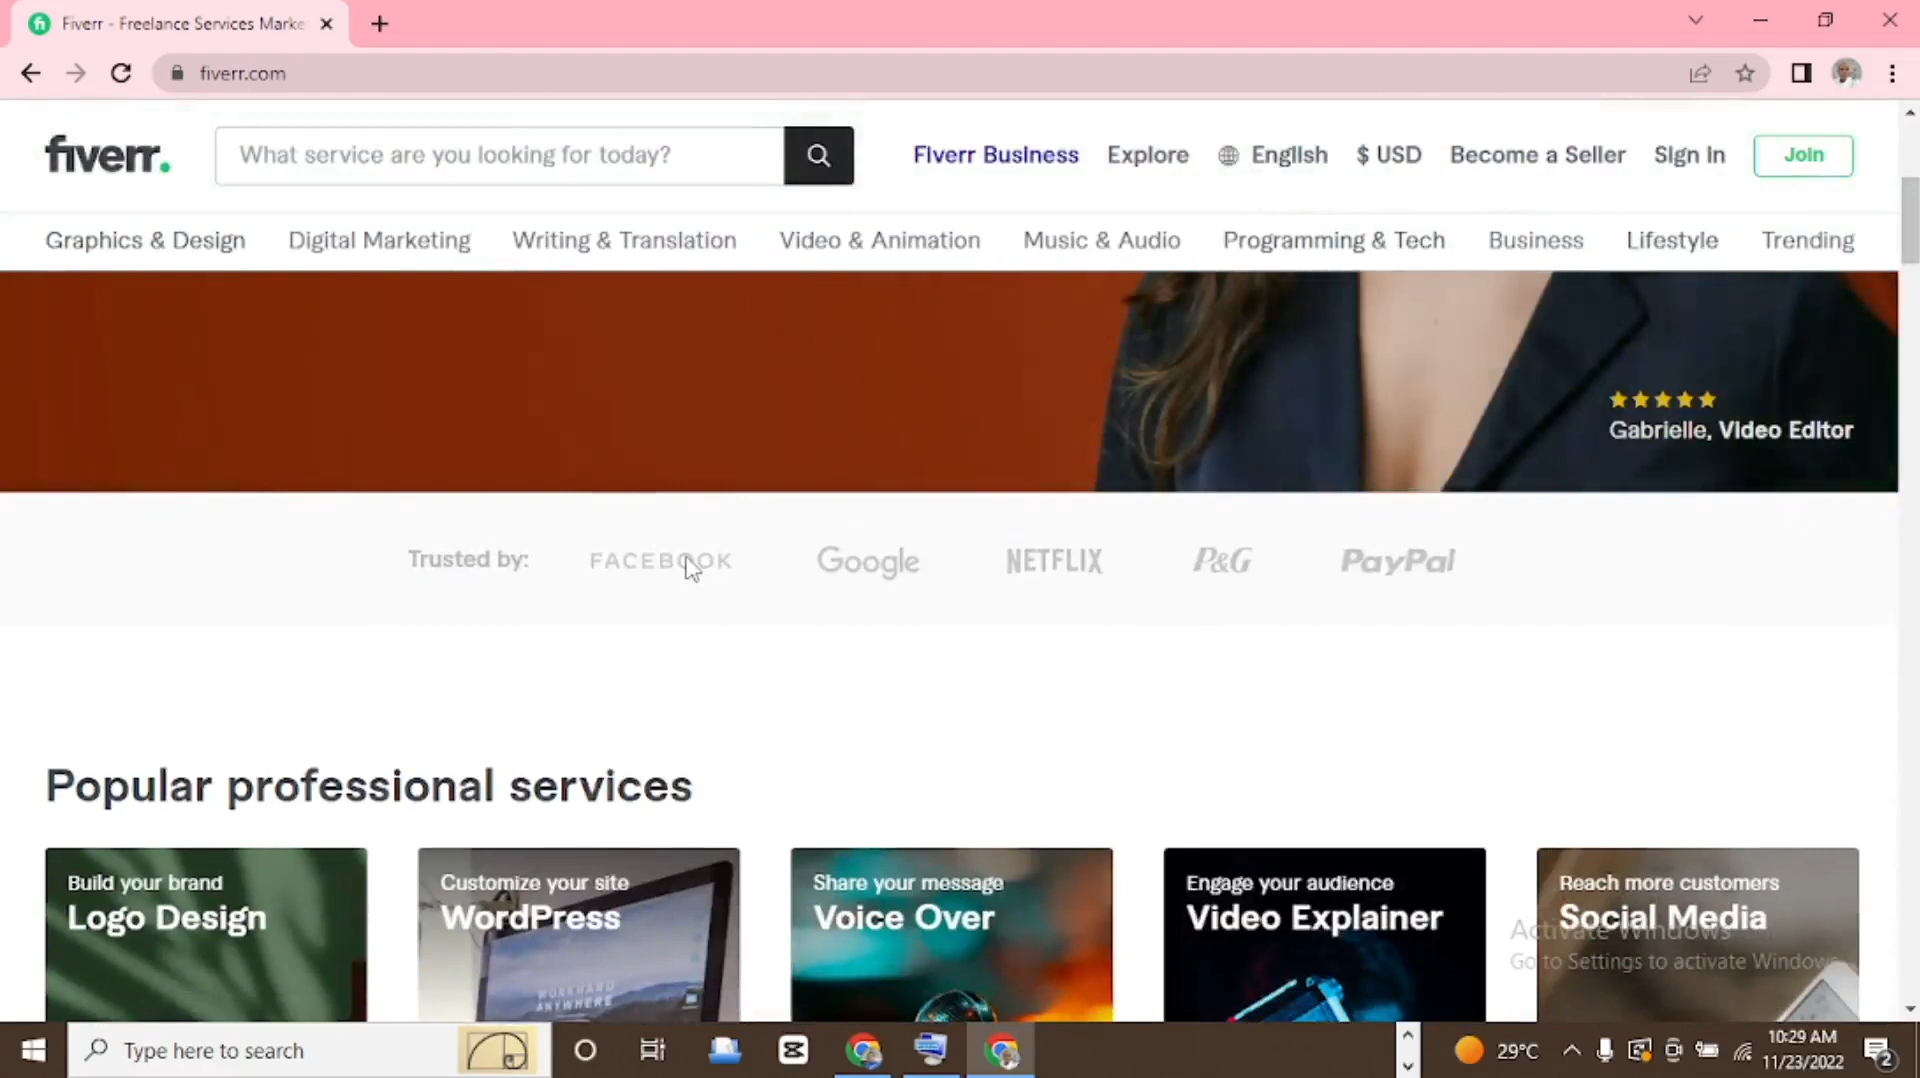 Fiverr - Freelance Services Marke
fiverr.com
fiverr.
What service are you looking for today?
Fiverr Business
Explore
English
$ USD
Become a Seller
Sign In
Join
Graphics & Design
Digital Marketing
Writing & Translation
Video & Animation
Music & Audio
Programming & Tech
Business
Lifestyle
Trending
Gabrielle, Video Editor
Trusted by:
FACEBOOK
Google
NETFLIX
P&G
PayPal
Popular professional services
Build your brand
Logo Design
Customize your site
WordPress
WORK HARD
ANYWHERE
Share your message
Voice Over
Engage your audience
Video Explainer
Reach more customers
Social Media
Activate Windows
Go to Settings to activate Windows.
Type here to search
29°C
10:29 AM
11/23/2022
2